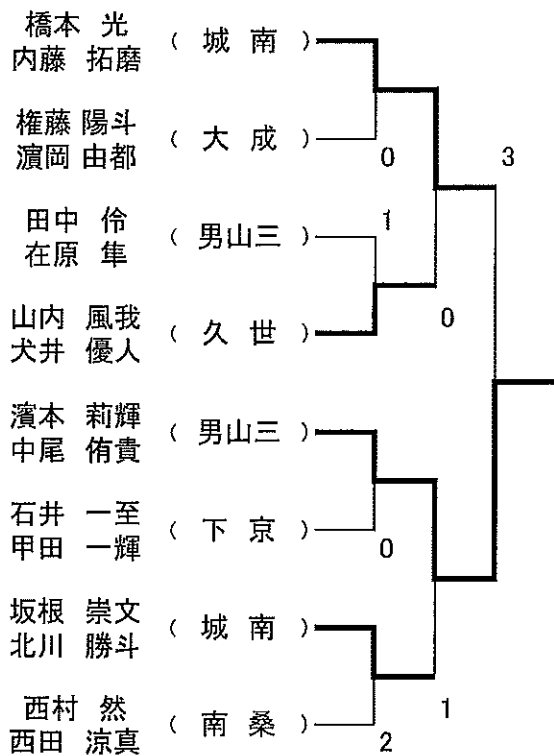 橋本 光
内藤 拓磨
( 城 南 )
権藤 陽斗
濵岡 由都
( 大 成 )
0
3
田中 伶
在原 隼
( 男山三 )
1
山内 風我
犬井 優人
( 久 世 )
0
濱本 莉輝
中尾 侑貴
( 男山三 )
石井 一至
甲田 一輝
( 下 京 )
0
坂根 崇文
北川 勝斗
( 城 南 )
西村 然
西田 涼真
( 南 桑 )
2
1